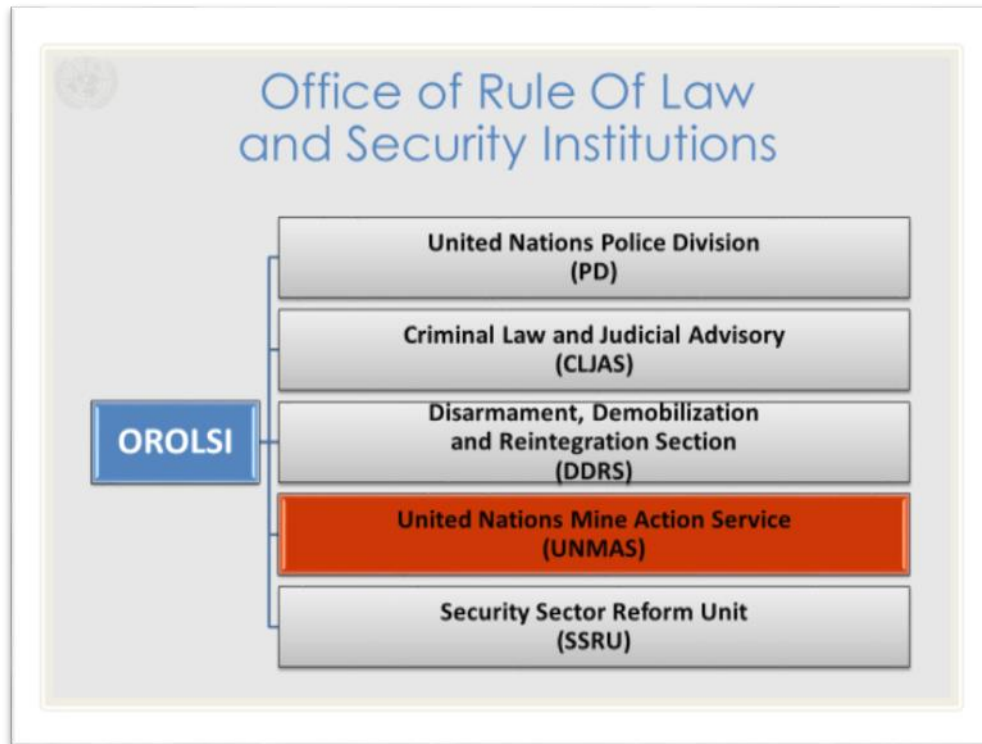 Office of Rule Of Law
and Security Institutions
OROLSI
United Nations Police Division
(PD)
Criminal Law and Judicial Advisory
(CLJAS)
Disarmament, Demobilization
and Reintegration Section
(DDRS)
United Nations Mine Action Service
(UNMAS)
Security Sector Reform Unit
(SSRU)